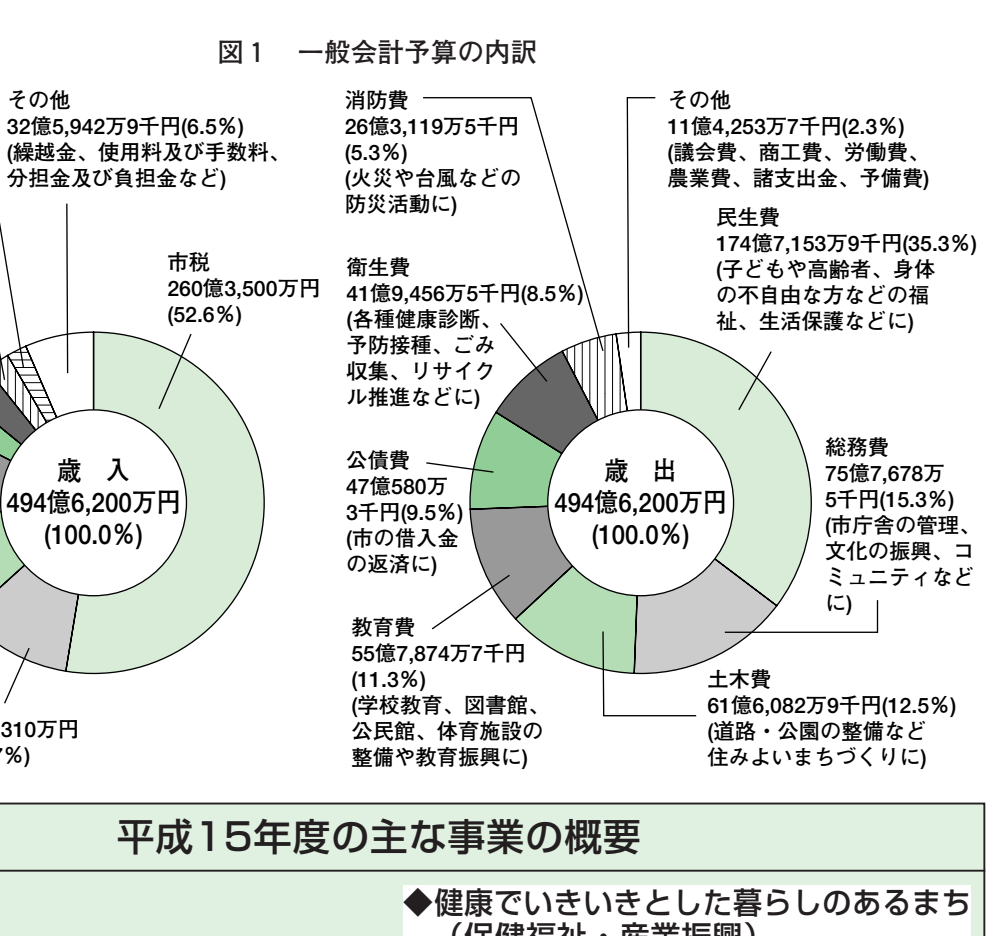 図1 一般会計予算の内訳
その他
32億5,942万9千円(6.5%)
(繰越金、使用料及び手数料、
分担金及び負担金など)
市税
260億3,500万円
(52.6%)
歳 入
494億6,200万円
(100.0%)
310万円
%)
消防費
26億3,119万5千円
(5.3%)
(火災や台風などの
防災活動に)
その他
11億4,253万7千円(2.3%)
(議会費、商工費、労働費、
農業費、諸支出金、予備費)
民生費
174億7,153万9千円(35.3%)
(子どもや高齢者、身体
の不自由な方などの福
祉、生活保護などに)
衛生費
41億9,456万5千円(8.5%)
(各種健康診断、
予防接種、ごみ
収集、リサイク
ル推進などに)
公債費
47億580万
3千円(9.5%)
(市の借入金
の返済に)
歳 出
494億6,200万円
(100.0%)
総務費
75億7,678万
5千円(15.3%)
(市庁舎の管理、
文化の振興、コ
ミュニティなど
に)
教育費
55億7,874万7千円
(11.3%)
(学校教育、図書館、
公民館、体育施設の
整備や教育振興に)
土木費
61億6,082万9千円(12.5%)
(道路・公園の整備など
住みよいまちづくりに)
平成15年度の主な事業の概要
◆健康でいきいきとした暮らしのあるまち
(保健福祉・産業振興)